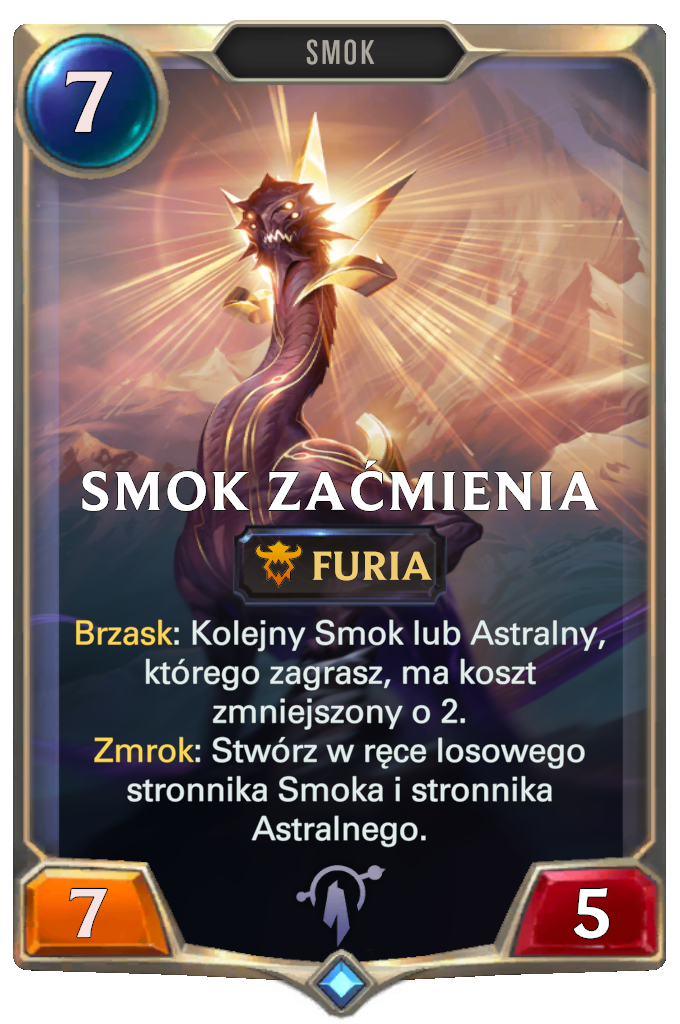 SMOK
7
SMOK ZAĆMIENIA
FURIA
Brzask: Kolejny Smok lub Astralny,
którego zagrasz, ma koszt
zmniejszony o 2.
Zmrok: Stwórz w ręce losowego
stronnika Smoka i stronnika
Astralnego.
7
5